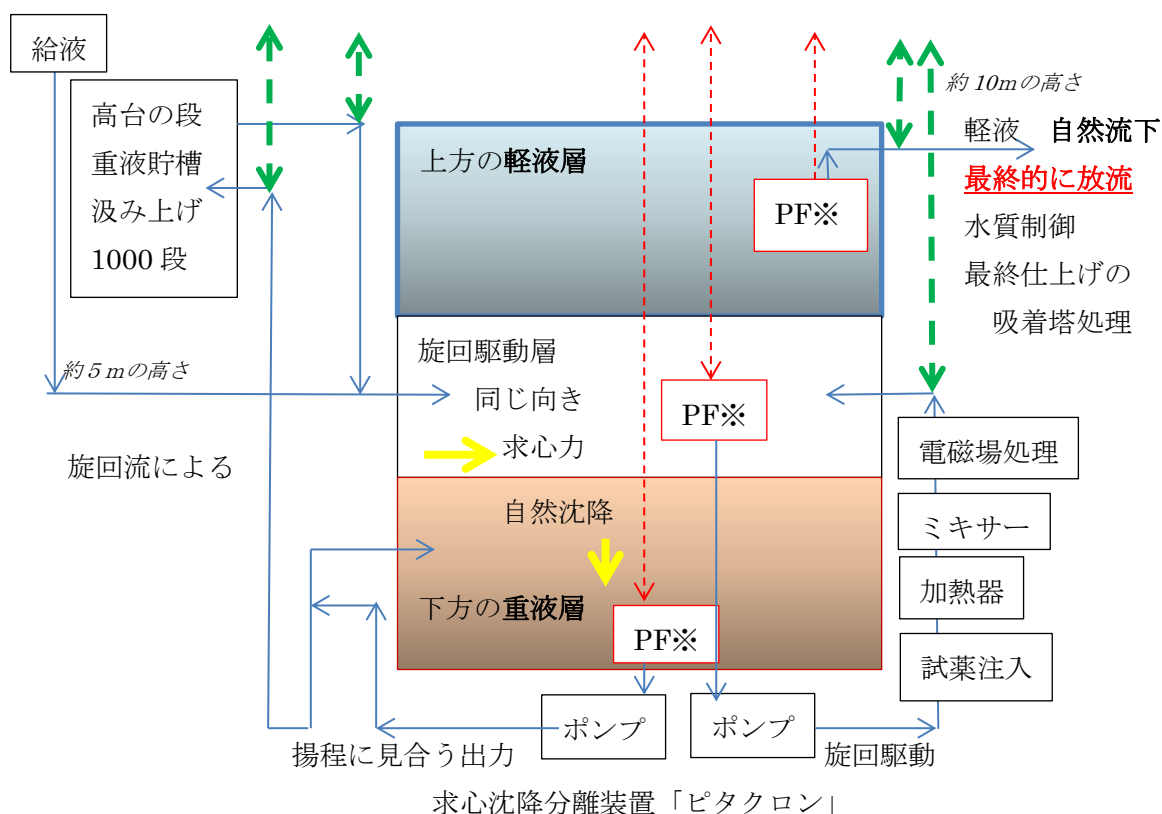 給液
高台の段
重液貯槽
汲み上げ
1000 段
約５ｍの高さ
旋回流による
上方の軽液層
PF※
旋回駆動層
同じ向き
求心力
PF※
自然沈降
下方の重液層
PF※
ポンプ
ポンプ
揚程に見合う出力
旋回駆動
約 10mの高さ
軽液 自然流下
最終的に放流
水質制御
最終仕上げの
吸着塔処理
電磁場処理
ミキサー
加熱器
試薬注入
求心沈降分離装置「ピタクロン」